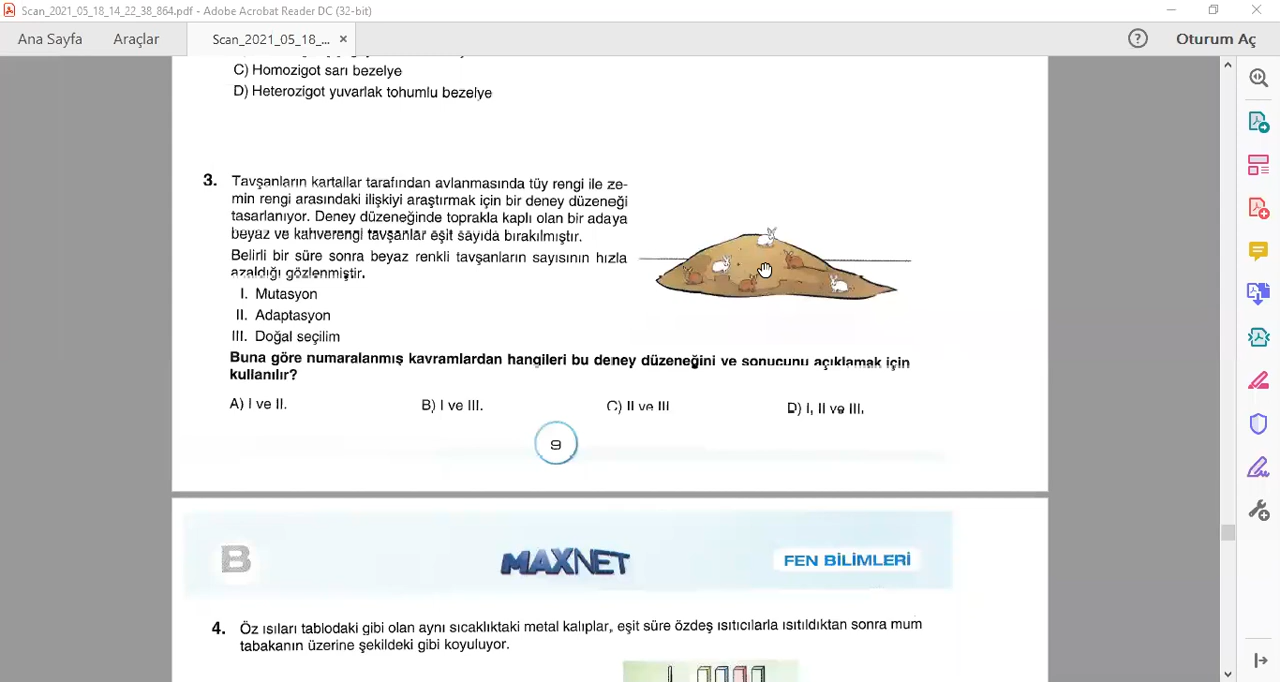 Scan_2021_05_18_14_22_38_864.pdf - Adobe Acrobat Reader DC (32-bit)
Ana Sayfa
Araçlar
Scan_2021_05_18_...
Oturum Aç
C) Homozigot sarı bezelye
D) Heterozigot yuvarlak tohumlu bezelye
3. Tavşanların kartallar tarafından avlanmasında tüy rengi ile ze-
min rengi arasındaki ilişkiyi araştırmak için bir deney düzeneği
tasarlanıyor. Deney düzeneğinde toprakla kaplı olan bir adaya
beyaz ve kahverengi tavşanlar eşit sayıda bırakılmıştır.
Belirli bir süre sonra beyaz renkli tavşanların sayısının hızla
azaldığı gözlenmiştir.
I. Mutasyon
II. Adaptasyon
III. Doğal seçilim
Buna göre numaralanmış kavramlardan hangileri bu deney düzeneğini ve sonucunu açıklamak için
kullanılır?
A) I ve II.
B) I ve III.
C) II ve III
D) I, II ve III.
9
B
MAXNET
FEN BİLİMLERİ
4. Öz ısıları tablodaki gibi olan aynı sıcaklıktaki metal kalıplar, eşit süre özdeş ısıtıcılarla ısıtıldıktan sonra mum
tabakanın üzerine şekildeki gibi koyuluyor.